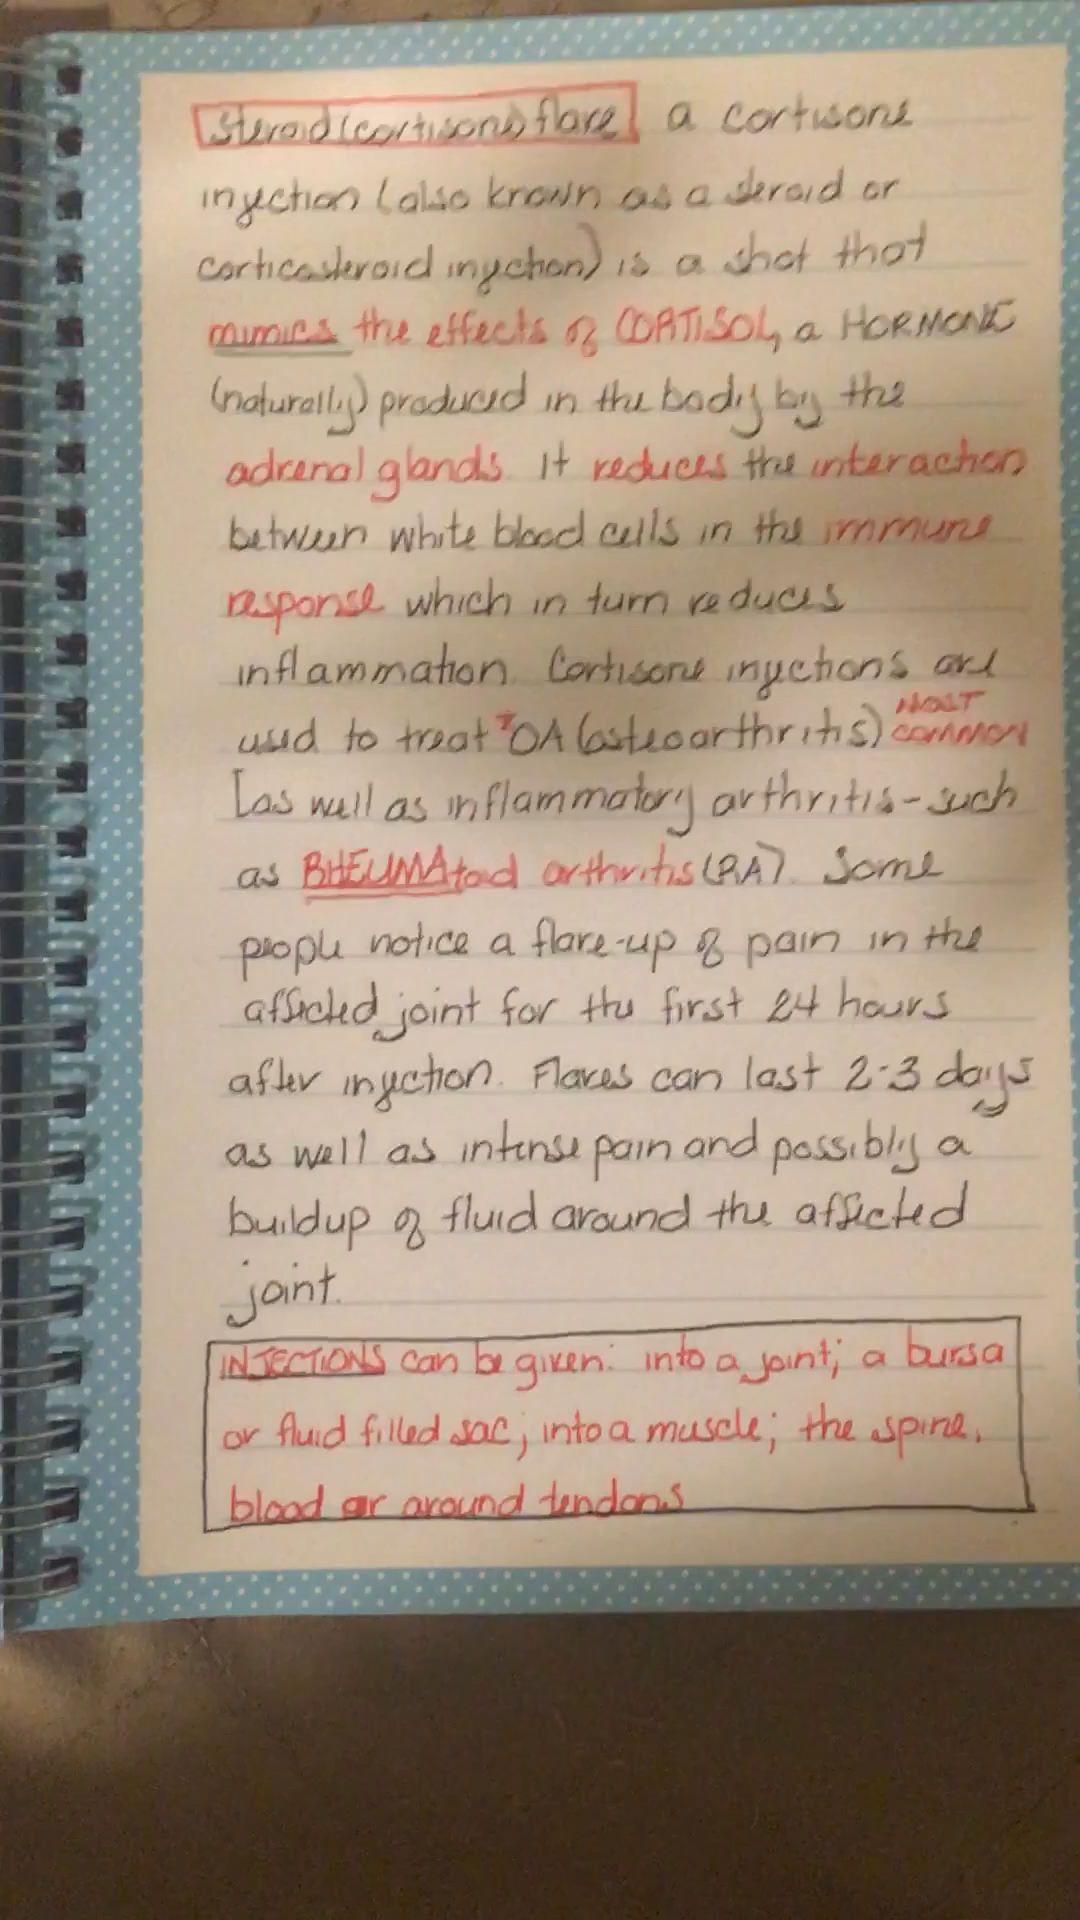 steroid (cortisone) flare a cortisone
injection (also known as a steroid or
corticosteroid injection) is a shot that
mimics the effects of CORTISOL, a HORMONE
(naturally) produced in the body by the
adrenal glands. It reduces the interaction
between white blood cells in the immune
response which in turn reduces
inflammation. Cortisone injections are
used to treat *OA (osteoarthritis) MOST COMMON
[as well as inflammatory arthritis - such
as RHEUMAtoid arthritis (RA)]. Some
people notice a flare-up of pain in the
affected joint for the first 24 hours
after injection. Flares can last 2-3 days
as well as intense pain and possibly a
buildup of fluid around the affected
joint.
INJECTIONS can be given: into a joint; a bursa
or fluid filled sac; into a muscle; the spine,
blood or around tendons